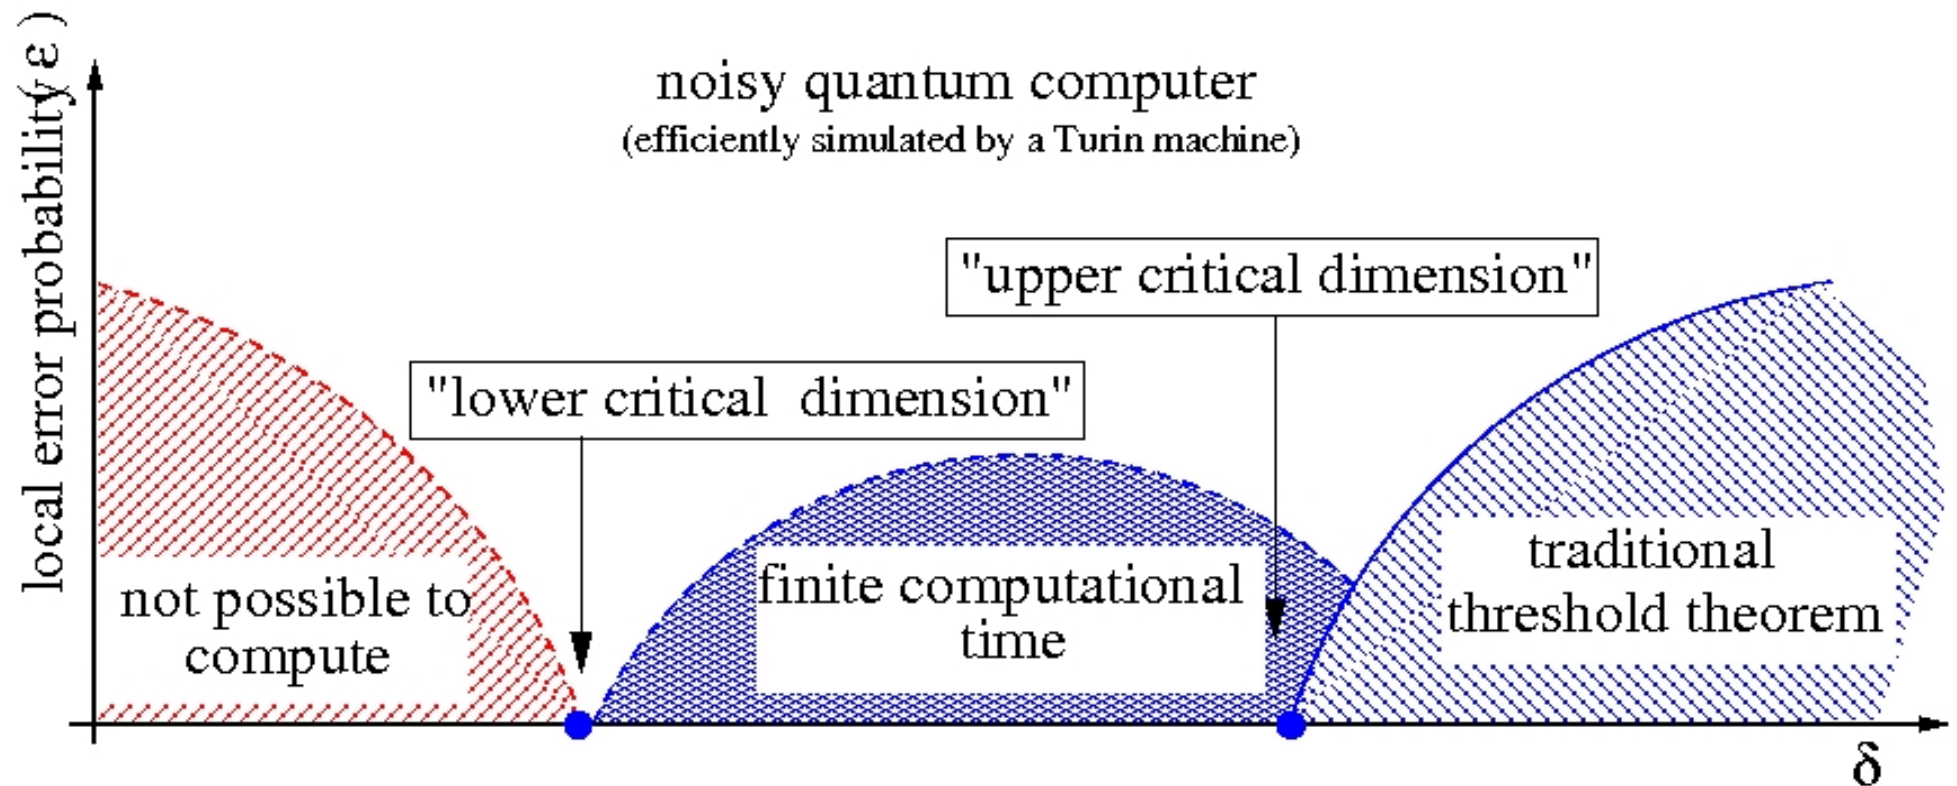 local error probability ( ε )
noisy quantum computer
(efficiently simulated by a Turin machine)
"upper critical dimension"
"lower critical  dimension"
not possible to
compute
finite computational
time
traditional
threshold theorem
δ